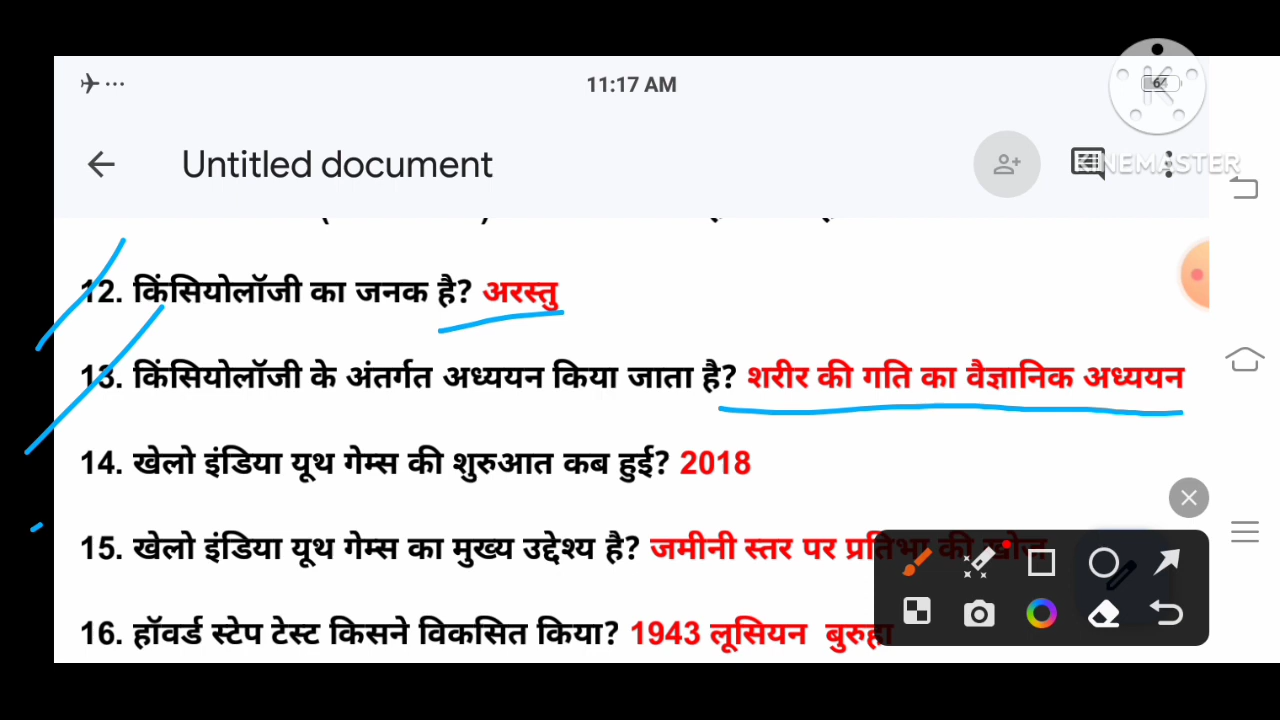 11:17 AM
64
Untitled document
KINEMASTER
12. किंसियोलॉजी का जनक है? अरस्तु
13. किंसियोलॉजी के अंतर्गत अध्ययन किया जाता है? शरीर की गति का वैज्ञानिक अध्ययन
14. खेलो इंडिया यूथ गेम्स की शुरुआत कब हुई? 2018
15. खेलो इंडिया यूथ गेम्स का मुख्य उद्देश्य है? जमीनी स्तर पर प्रतिभा की खोज
16. हॉवर्ड स्टेप टेस्ट किसने विकसित किया? 1943 लूसियन बुरुहा